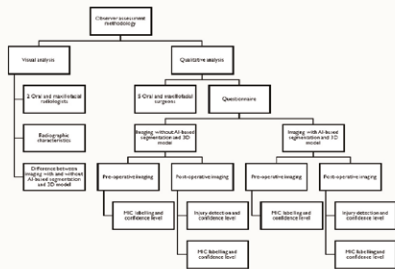 Observer assessment
methodology
Visual analysis
Qualitative analysis
2 Oral and maxillofacial
radiologists
Radiographic
characteristics
Difference between
imaging with and without
AI-based segmentation
and 3D model
5 Oral and maxillofacial
surgeons
Questionnaire
Imaging without AI-based
segmentation and 3D
model
Imaging with AI-based
segmentation and 3D
model
Pre-operative imaging
Post-operative imaging
Pre-operative imaging
Post-operative imaging
MIC labelling and
confidence level
Injury detection and
confidence level
MIC labelling and
confidence level
Injury detection and
confidence level
MIC labelling and
confidence level
MIC labelling and
confidence level